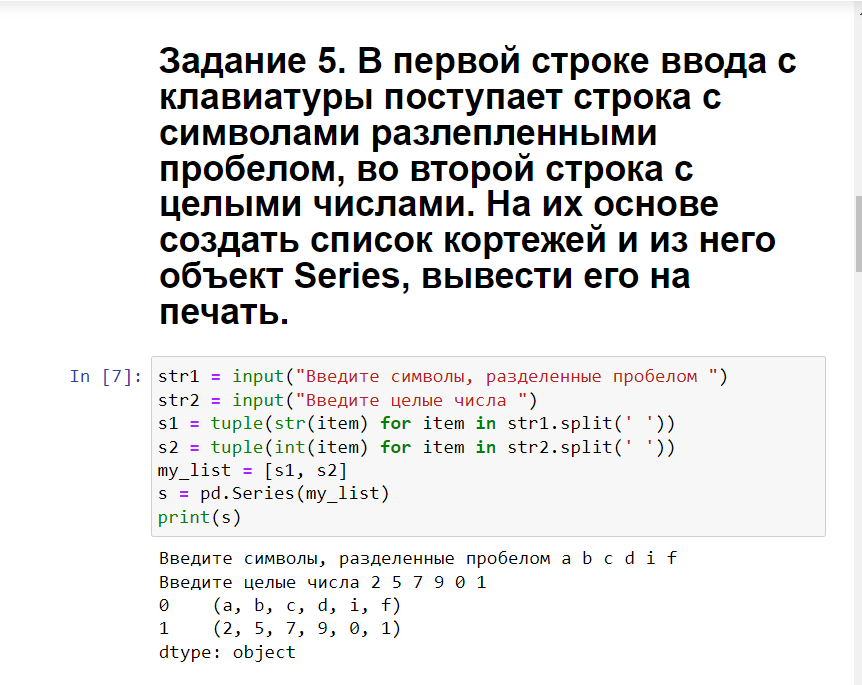 Задание 5. В первой строке ввода с
клавиатуры поступает строка с
символами разлепленными
пробелом, во второй строка с
целыми числами. На их основе
создать список кортежей и из него
объект Series, вывести его на
печать.
In [7]: str1 = input("Введите символы, разделенные пробелом ")
str2 = input("Введите целые числа ")
s1 = tuple(str(item) for item in str1.split(' '))
s2 = tuple(int(item) for item in str2.split(' '))
my_list = [s1, s2]
s = pd.Series(my_list)
print(s)
Введите символы, разделенные пробелом a b c d i f
Введите целые числа 2 5 7 9 0 1
0    (a, b, c, d, i, f)
1    (2, 5, 7, 9, 0, 1)
dtype: object